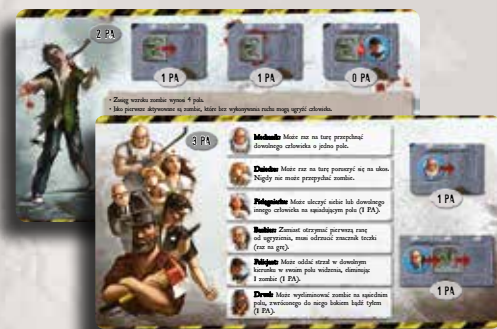 2 PA
1 PA
1 PA
0 PA
• Zasięg wzroku zombie wynosi 4 pola.
• Jako pierwsze aktywowane są zombie, które bez wykonywania ruchu mogą ugryźć człowieka.
3 PA
Może raz na turę przepchnąć
dowolnego człowieka o jedno pole.
Może raz na turę poruszyć się na ukos.
Nigdy nie może przepychać zombie.
Pielęgniarka: Może uleczyć siebie lub dowolnego
innego człowieka na sąsiadującym polu (1 PA).
Zamiast otrzymać pierwszą ranę
od ugryzienia, musi odrzucić znacznik teczki
(raz na grę).
Policjant: Może oddać strzał w dowolnym
kierunku w swoim polu widzenia, eliminując
1 zombie (1 PA).
Drwal: Może wyeliminować zombie na sąsiednim
polu, zwróconego do niego bokiem bądź tyłem
(1 PA).
1 PA
1 PA